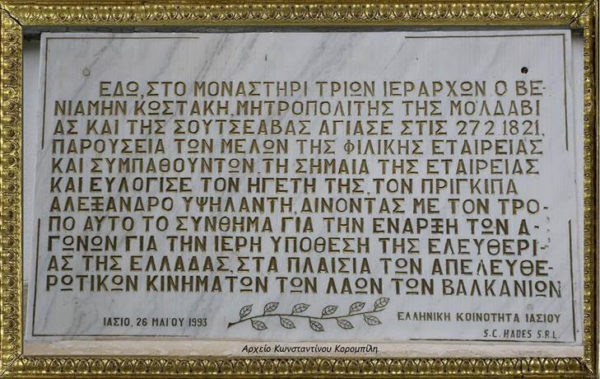 ΕΔΩ, ΣΤΟ ΜΟΝΑΣΤΗΡΙ ΤΡΙΩΝ ΙΕΡΑΡΧΩΝ Ο ΒΕ-
ΝΙΑΜΗΝ ΚΩΣΤΑΚΗ, ΜΗΤΡΟΠΟΛΙΤΗΣ ΤΗΣ ΜΟΛΔΑΒΙ
ΑΣ ΚΑΙ ΤΗΣ ΣΟΥΤΣΕΑΒΑΣ ΑΓΙΑΣΕ ΣΤΙΣ 27.2.1821,
ΠΑΡΟΥΣΕΙΑ ΤΩΝ ΜΕΛΩΝ ΤΗΣ ΦΙΛΙΚΗΣ ΕΤΑΙΡΕΙΑΣ
ΚΑΙ ΣΥΜΠΑΘΟΥΝΤΩΝ, ΤΗ ΣΗΜΑΙΑ ΤΗΣ ΕΤΑΙΡΕΙΑΣ
ΚΑΙ ΕΥΛΟΓΙΣΕ ΤΟΝ ΗΓΕΤΗ ΤΗΣ, ΤΟΝ ΠΡΙΓΚΙΠΑ
ΑΛΕΞΑΝΔΡΟ ΥΨΗΛΑΝΤΗ, ΔΙΝΟΝΤΑΣ ΜΕ ΤΟΝ ΤΡΟ-
ΠΟ ΑΥΤΟ ΤΟ ΣΥΝΘΗΜΑ ΓΙΑ ΤΗΝ ΕΝΑΡΞΗ ΤΩΝ Α-
ΓΩΝΩΝ ΓΙΑ ΤΗΝ ΙΕΡΗ ΥΠΟΘΕΣΗ ΤΗΣ ΕΛΕΥΘΕΡΙ-
ΑΣ ΤΗΣ ΕΛΛΑΔΑΣ, ΣΤΑ ΠΛΑΙΣΙΑ ΤΩΝ ΑΠΕΛΕΥΘΕ-
ΡΩΤΙΚΩΝ ΚΙΝΗΜΑΤΩΝ ΤΩΝ ΛΑΩΝ ΤΩΝ ΒΑΛΚΑΝΙΩΝ
ΙΑΣΙΟ, 26 ΜΑΙΟΥ 1993
ΕΛΛΗΝΙΚΗ ΚΟΙΝΟΤΗΤΑ ΙΑΣΙΟΥ
S.C. HADES S.R.L.
Αρχείο Κωνσταντίνου Κορομπίλη